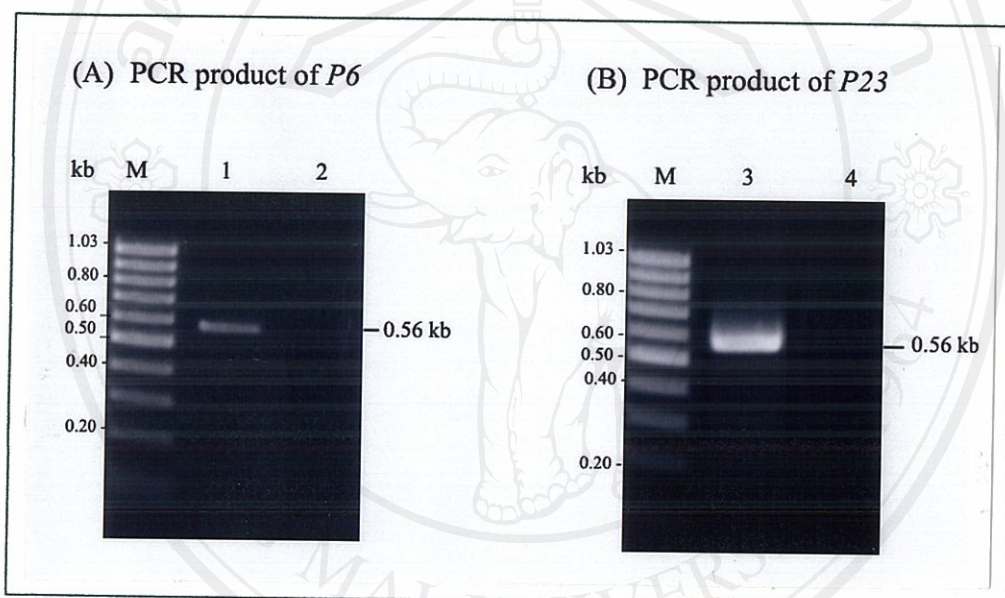 (A) PCR product of P6
kb M 1 2
1.03 -
0.80 -
0.60
0.50
0.40 -
0.20 -
0.56 kb
(B) PCR product of P23
kb M 3 4
1.03 -
0.80 -
0.60 -
0.50 -
0.40 -
0.20 -
0.56 kb